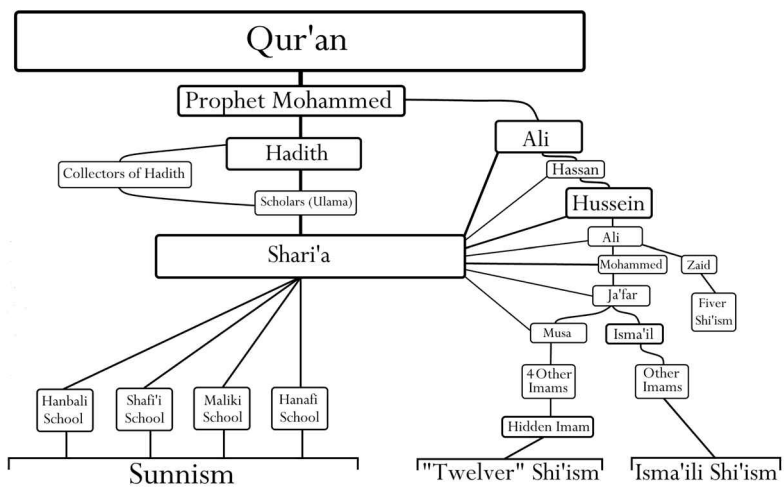 Qur'an
Prophet Mohammed
Ali
Hadith
Collectors of Hadith
Hassan
Scholars (Ulama)
Hussein
Shari'a
Ali
Mohammed
Zaid
Ja'far
Fiver
Shi'ism
Musa
Isma'il
4 Other
Imams
Other
Imams
Hanbali
School
Shafi'i
School
Maliki
School
Hanafi
School
Hidden Imam
Sunnism
"Twelver" Shi'ism
Isma'ili Shi'ism